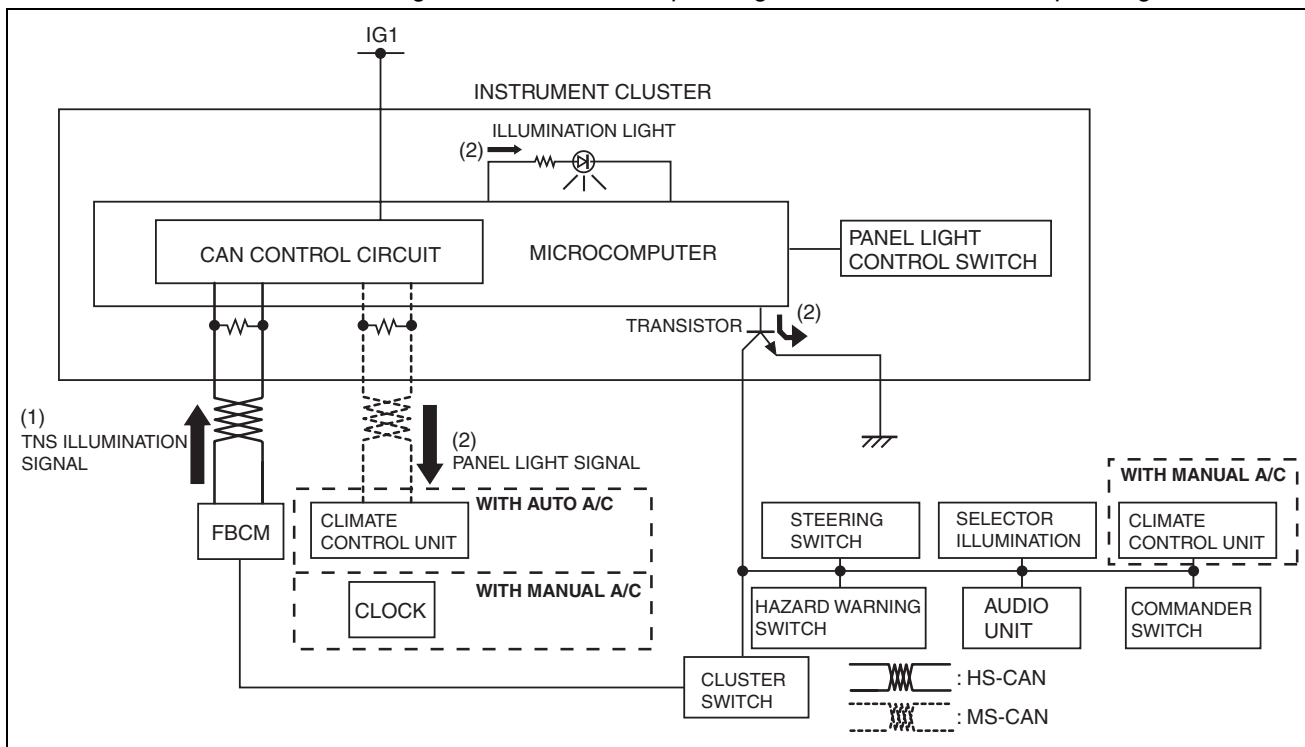 IG1
INSTRUMENT CLUSTER
ILLUMINATION LIGHT
(2)
CAN CONTROL CIRCUIT
MICROCOMPUTER
PANEL LIGHT
CONTROL SWITCH
TRANSISTOR
(2)
(1)
TNS ILLUMINATION
SIGNAL
(2)
PANEL LIGHT SIGNAL
FBCM
WITH AUTO A/C
CLIMATE
CONTROL UNIT
WITH MANUAL A/C
CLOCK
WITH MANUAL A/C
STEERING
SWITCH
SELECTOR
ILLUMINATION
CLIMATE
CONTROL UNIT
HAZARD WARNING
SWITCH
AUDIO
UNIT
COMMANDER
SWITCH
CLUSTER
SWITCH
: HS-CAN
: MS-CAN